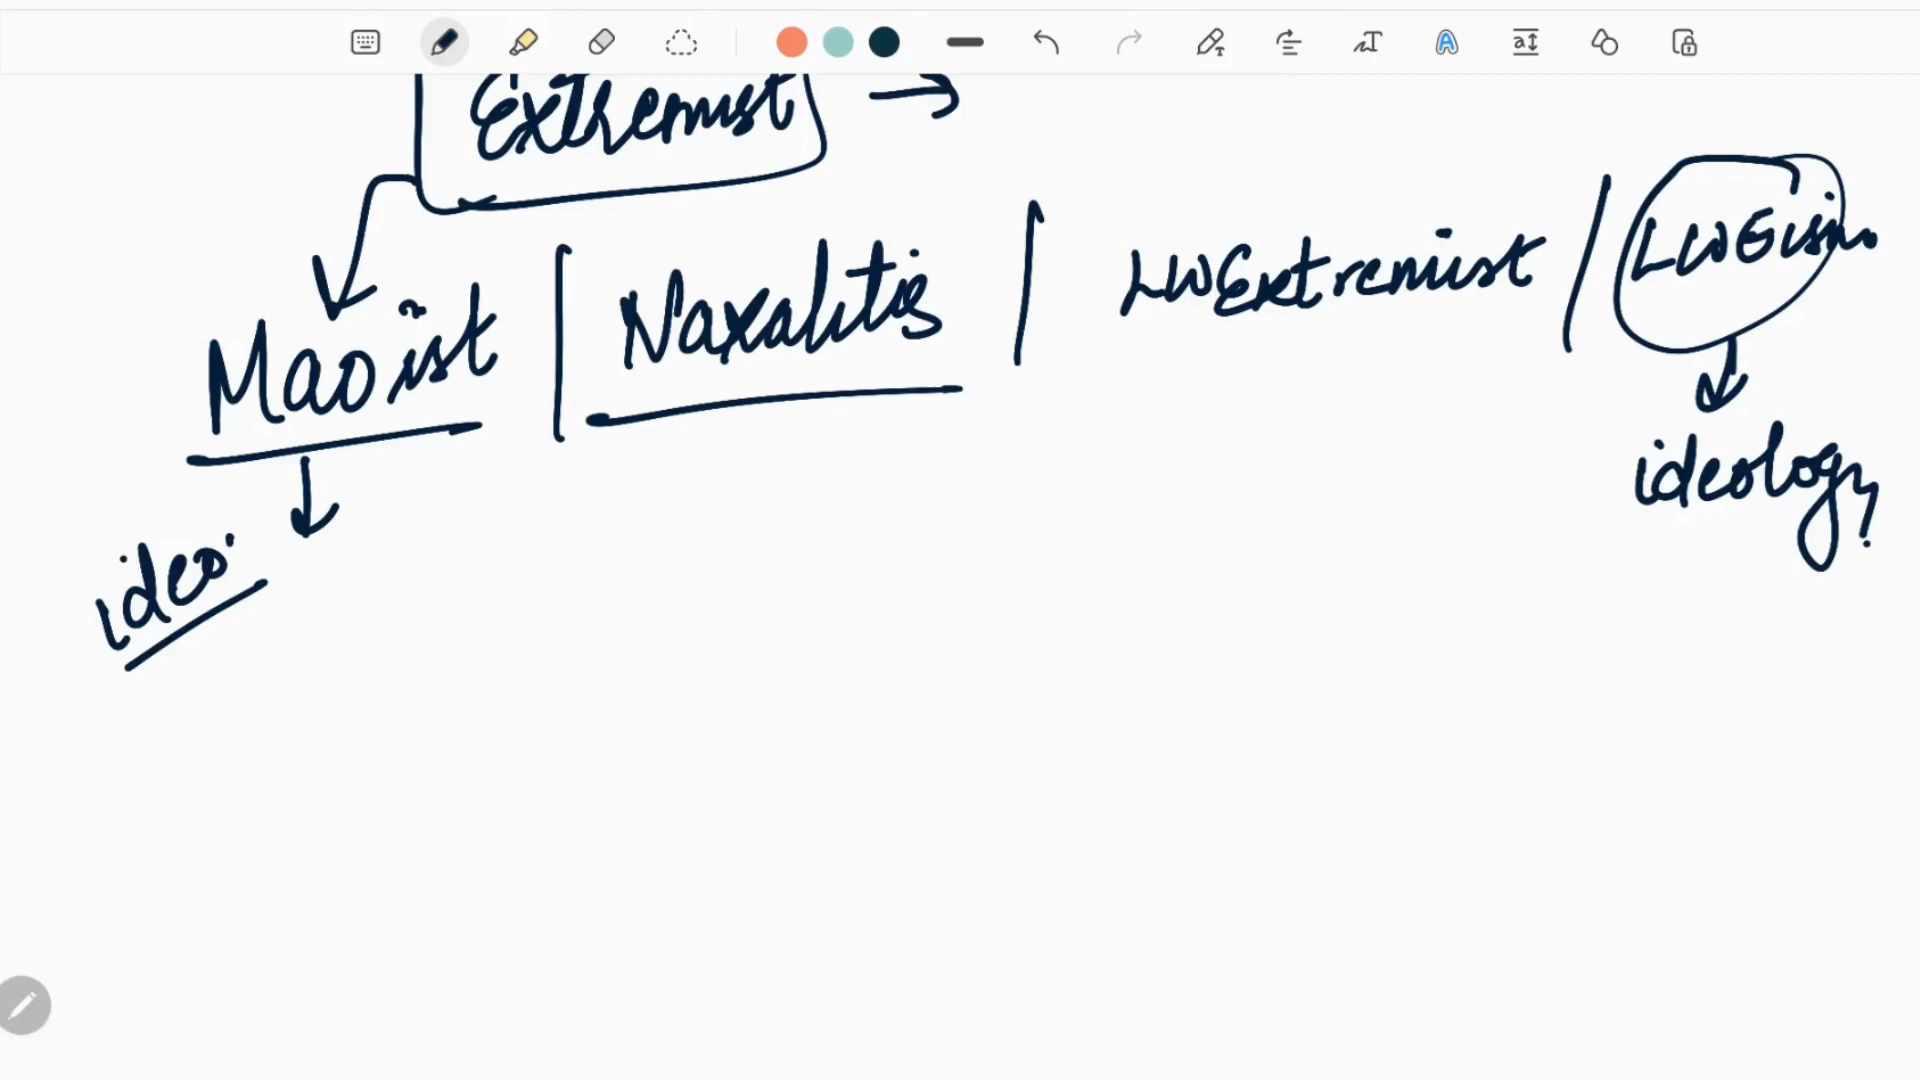 Extremist →
Maoist | Naxalites | LWExtremist / LWEism
ideology
ideo.